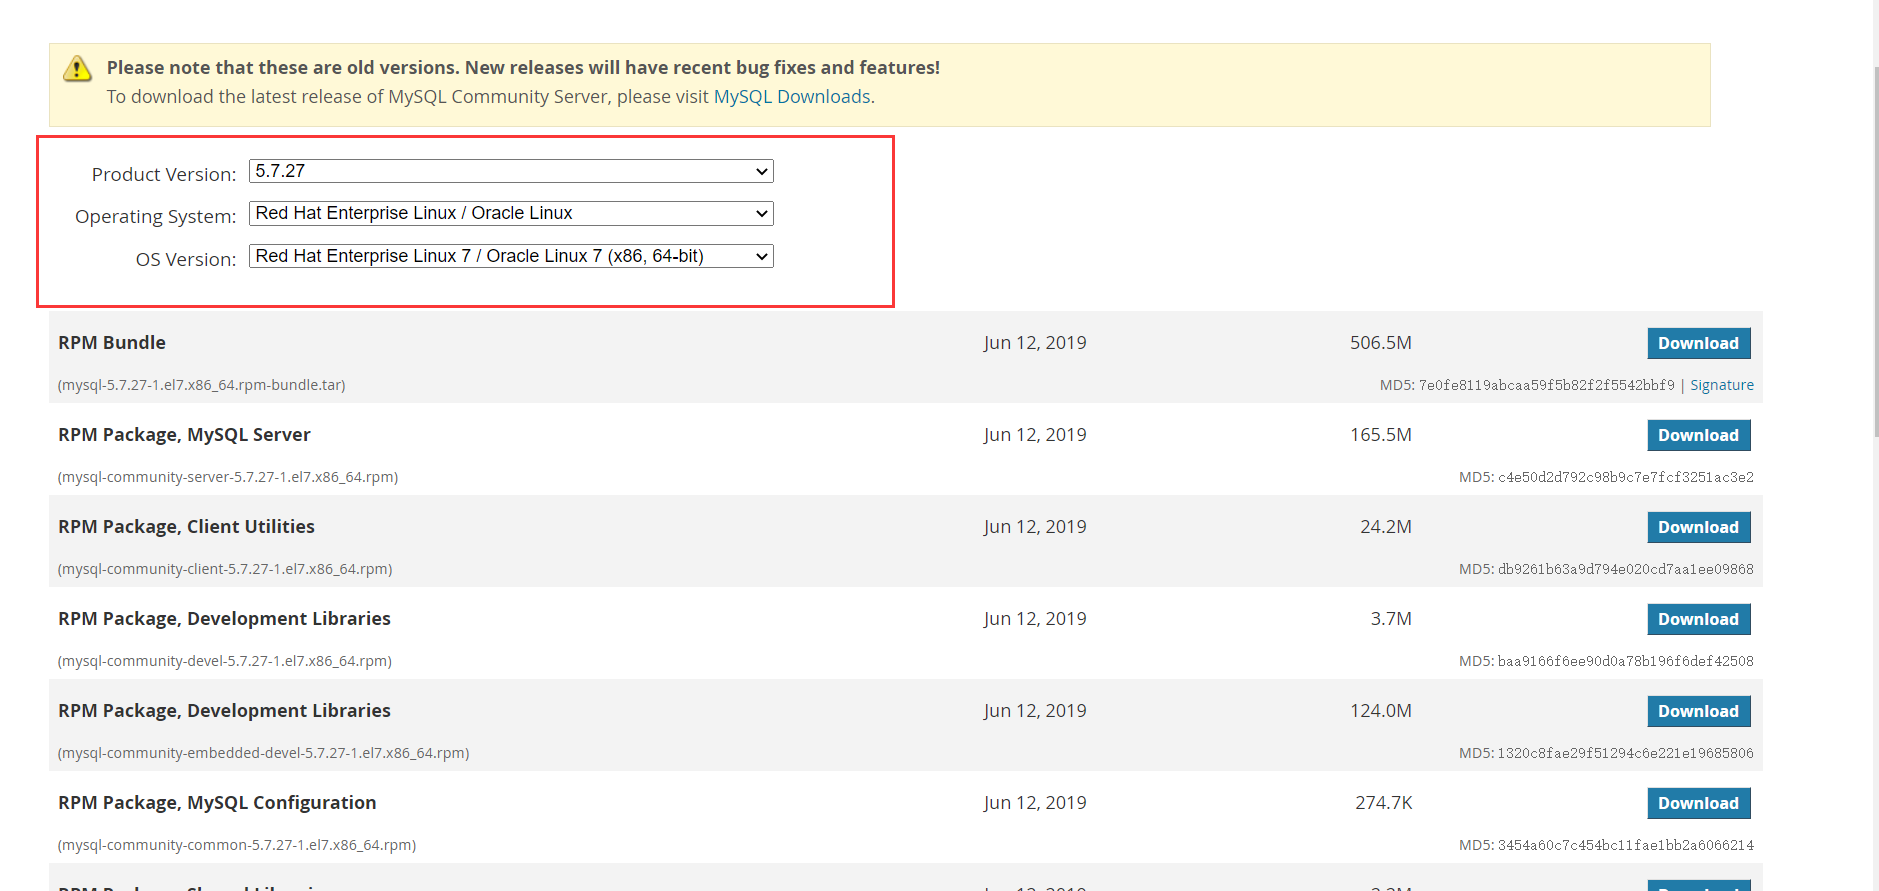 Please note that these are old versions. New releases will have recent bug fixes and features!
To download the latest release of MySQL Community Server, please visit MySQL Downloads.
Product Version: 5.7.27
Operating System: Red Hat Enterprise Linux / Oracle Linux
OS Version: Red Hat Enterprise Linux 7 / Oracle Linux 7 (x86, 64-bit)
RPM Bundle Jun 12, 2019 506.5M Download
(mysql-5.7.27-1.el7.x86_64.rpm-bundle.tar) MD5: 7e0fe8119abcaa59f5b82f2f5542bbf9 | Signature
RPM Package, MySQL Server Jun 12, 2019 165.5M Download
(mysql-community-server-5.7.27-1.el7.x86_64.rpm) MD5: c4e50d2d792c98b9c7e7fcf3251ac3e2
RPM Package, Client Utilities Jun 12, 2019 24.2M Download
(mysql-community-client-5.7.27-1.el7.x86_64.rpm) MD5: db9261b63a9d794e020cd7aa1ee09868
RPM Package, Development Libraries Jun 12, 2019 3.7M Download
(mysql-community-devel-5.7.27-1.el7.x86_64.rpm) MD5: baa9166f6ee90d0a78b196f6def42508
RPM Package, Development Libraries Jun 12, 2019 124.0M Download
(mysql-community-embedded-devel-5.7.27-1.el7.x86_64.rpm) MD5: 1320c8fae29f51294c6e221e19685806
RPM Package, MySQL Configuration Jun 12, 2019 274.7K Download
(mysql-community-common-5.7.27-1.el7.x86_64.rpm) MD5: 3454a60c7c454bc11fae1bb2a6066214